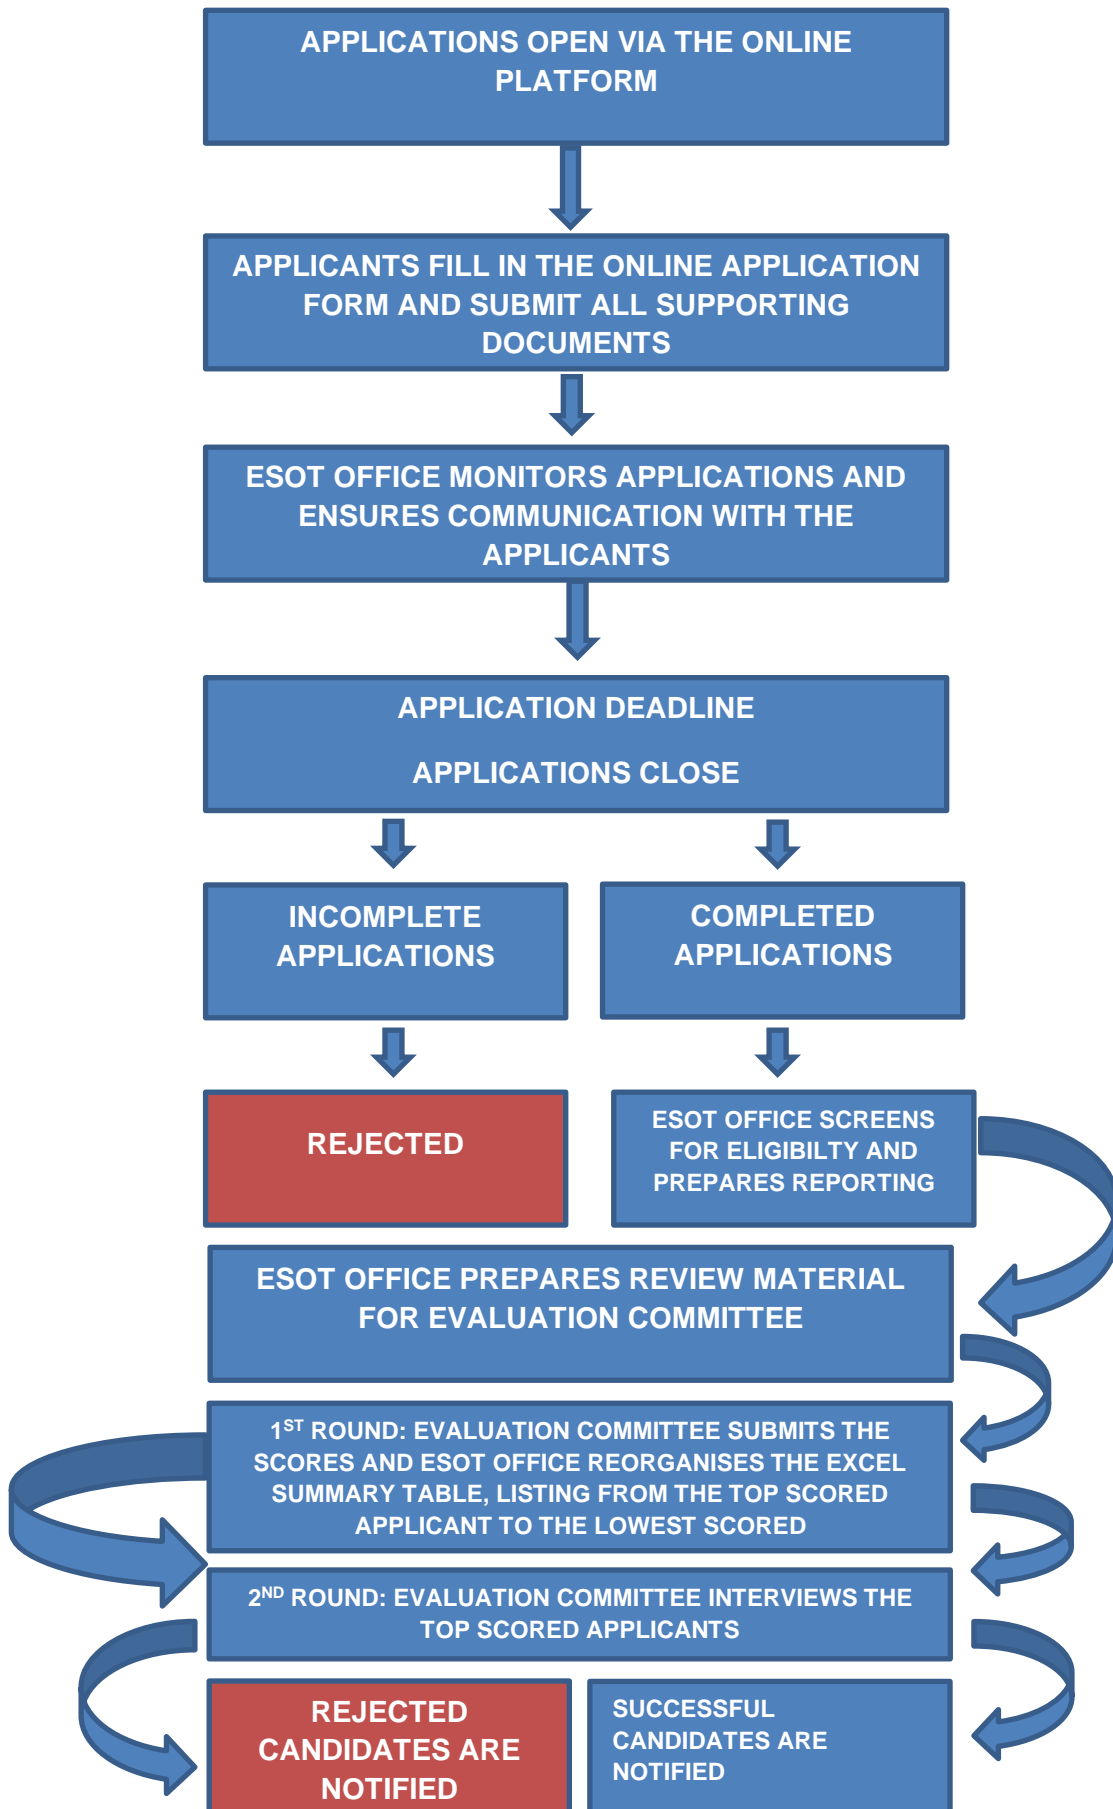 APPLICATIONS OPEN VIA THE ONLINE
PLATFORM
APPLICANTS FILL IN THE ONLINE APPLICATION
FORM AND SUBMIT ALL SUPPORTING
DOCUMENTS
ESOT OFFICE MONITORS APPLICATIONS AND
ENSURES COMMUNICATION WITH THE
APPLICANTS
APPLICATION DEADLINE
APPLICATIONS CLOSE
INCOMPLETE
APPLICATIONS
COMPLETED
APPLICATIONS
REJECTED
ESOT OFFICE SCREENS
FOR ELIGIBILTY AND
PREPARES REPORTING
ESOT OFFICE PREPARES REVIEW MATERIAL
FOR EVALUATION COMMITTEE
1ST ROUND: EVALUATION COMMITTEE SUBMITS THE
SCORES AND ESOT OFFICE REORGANISES THE EXCEL
SUMMARY TABLE, LISTING FROM THE TOP SCORED
APPLICANT TO THE LOWEST SCORED
2ND ROUND: EVALUATION COMMITTEE INTERVIEWS THE
TOP SCORED APPLICANTS
REJECTED
CANDIDATES ARE
NOTIFIED
SUCCESSFUL
CANDIDATES ARE
NOTIFIED